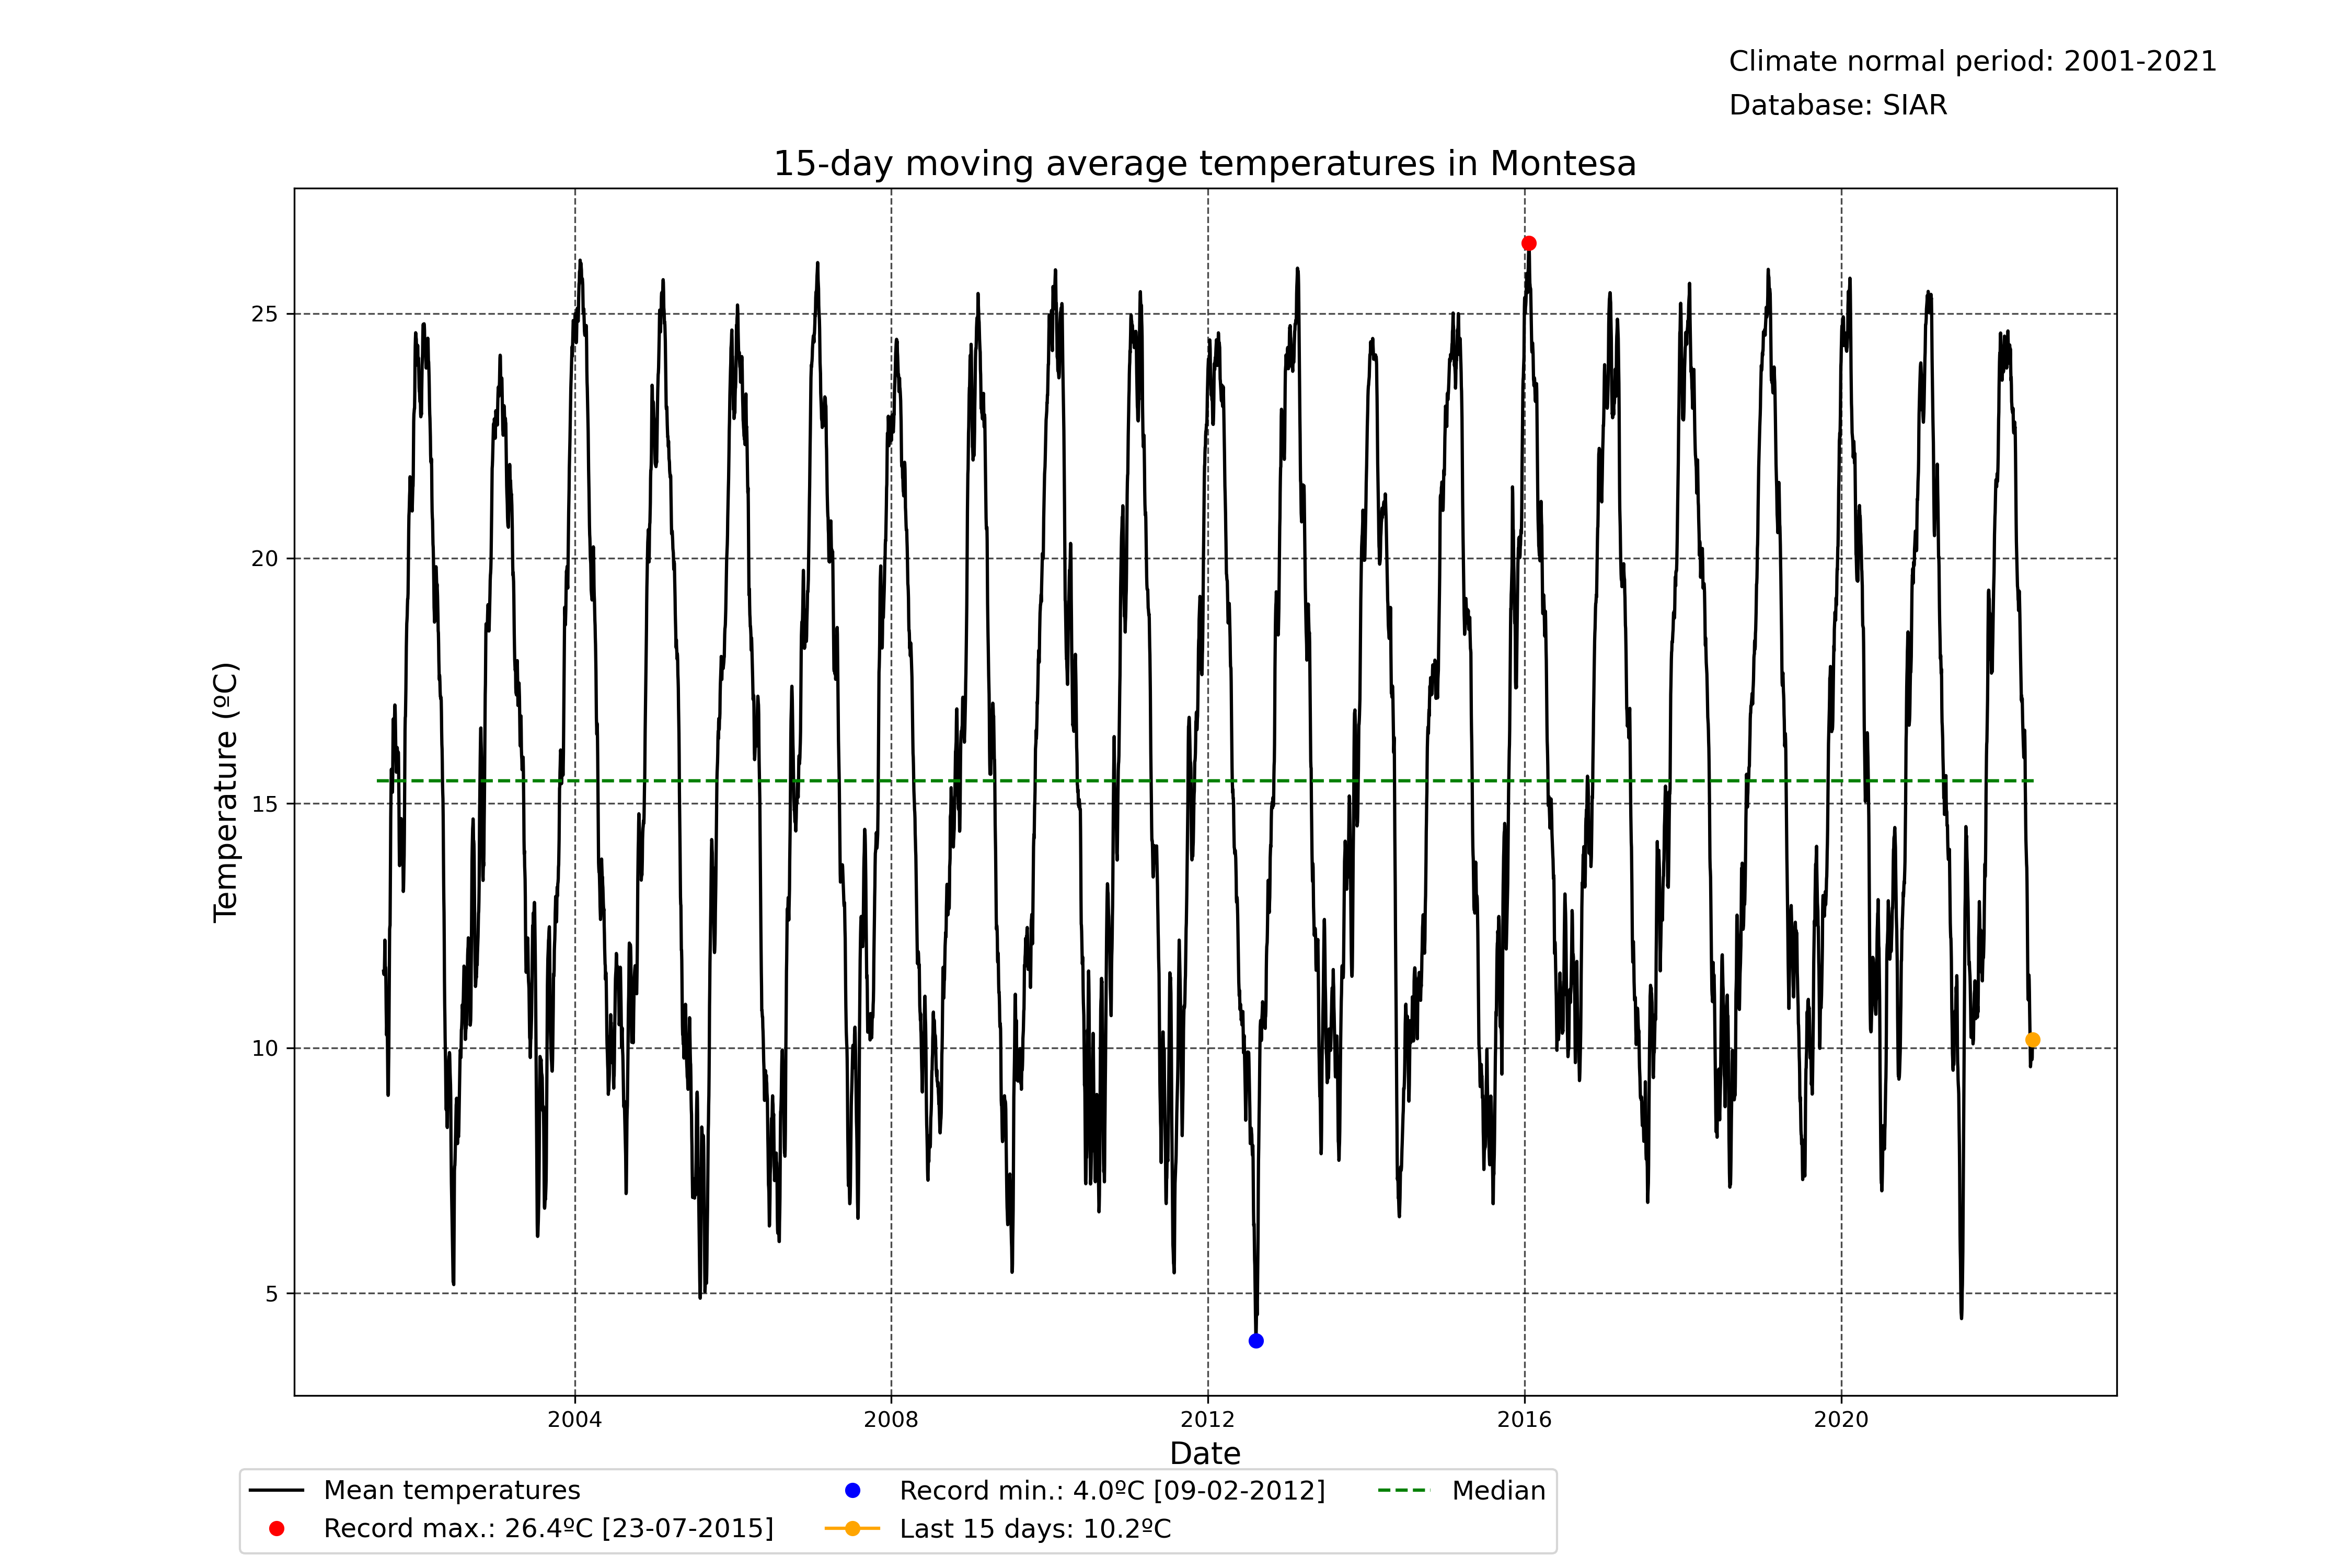 Climate normal period: 2001-2021
Database: SIAR
15-day moving average temperatures in Montesa
Temperature (ºC)
25
20
15
10
5
2004 2008 2012 2016 2020
Date
Mean temperatures
Record max.: 26.4ºC [23-07-2015]
Record min.: 4.0ºC [09-02-2012]
Last 15 days: 10.2ºC
Median